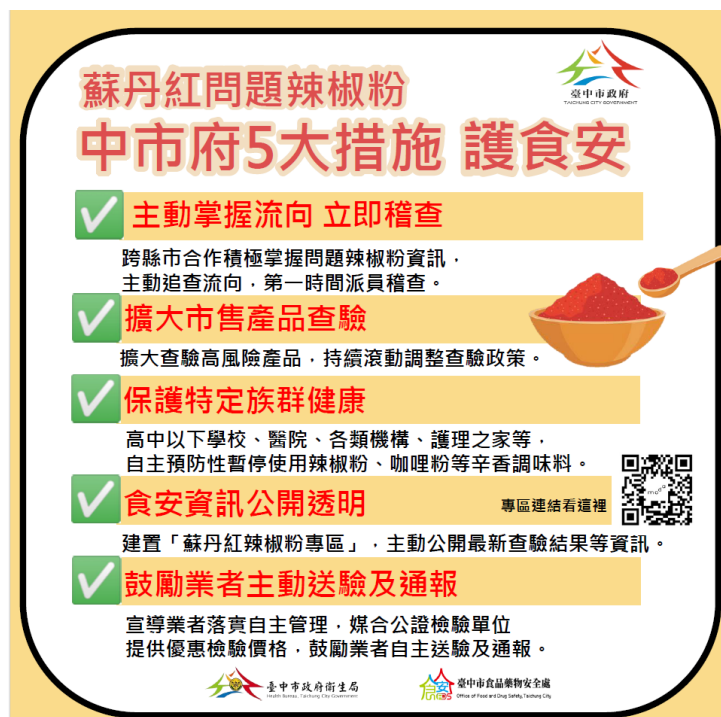 蘇丹紅問題辣椒粉
臺中市政府
TAICHUNG CITY GOVERNMENT
中市府5大措施 護食安
主動掌握流向 立即稽查
跨縣市合作積極掌握問題辣椒粉資訊，
主動追查流向，第一時間派員稽查。
擴大市售產品查驗
擴大查驗高風險產品，持續滾動調整查驗政策。
保護特定族群健康
高中以下學校、醫院、各類機構、護理之家等，
自主預防性暫停使用辣椒粉、咖哩粉等辛香調味料。
食安資訊公開透明
專區連結看這裡
建置「蘇丹紅辣椒粉專區」，主動公開最新查驗結果等資訊。
鼓勵業者主動送驗及通報
宣導業者落實自主管理，媒合公證檢驗單位
提供優惠檢驗價格，鼓勵業者自主送驗及通報。
臺中市政府衛生局
Health Bureau, Taichung City Government
臺中市食品藥物安全處
Office of Food and Drug Safety, Taichung City